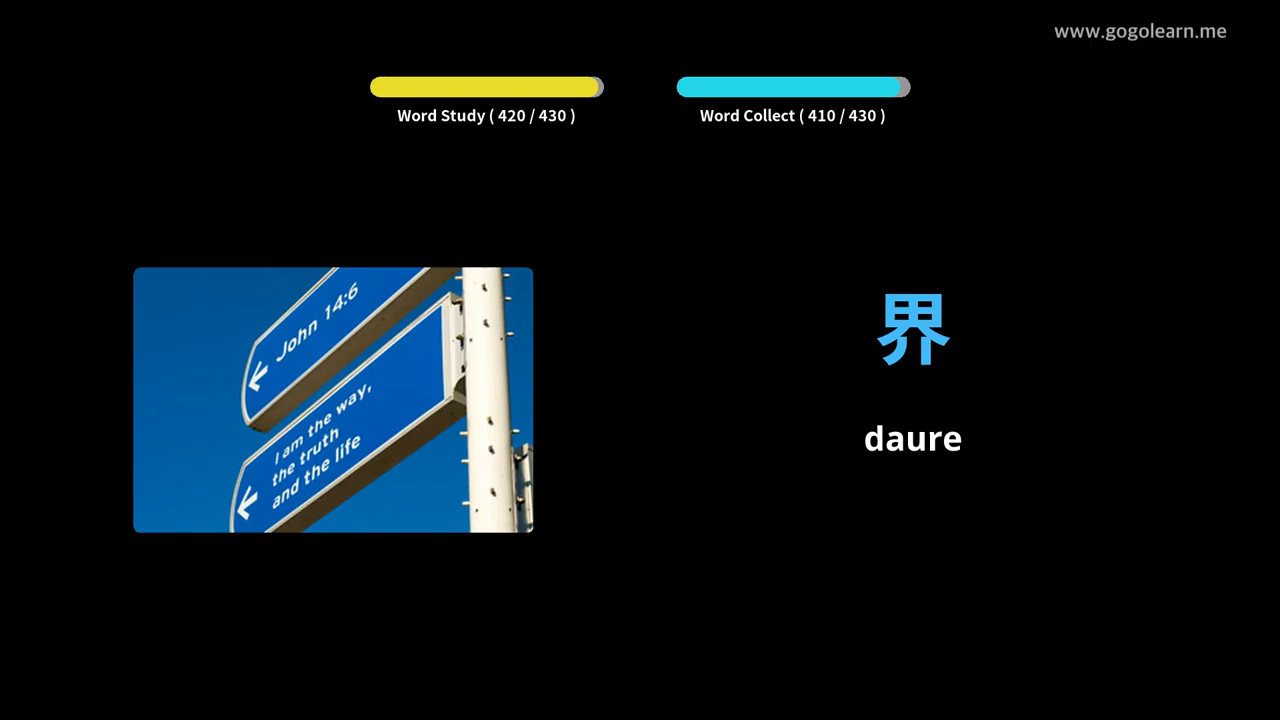 www.gogolearn.me
Word Study ( 420 / 430 )
Word Collect ( 410 / 430 )
John 14:6
I am the way,
the truth
and the life
界
daure